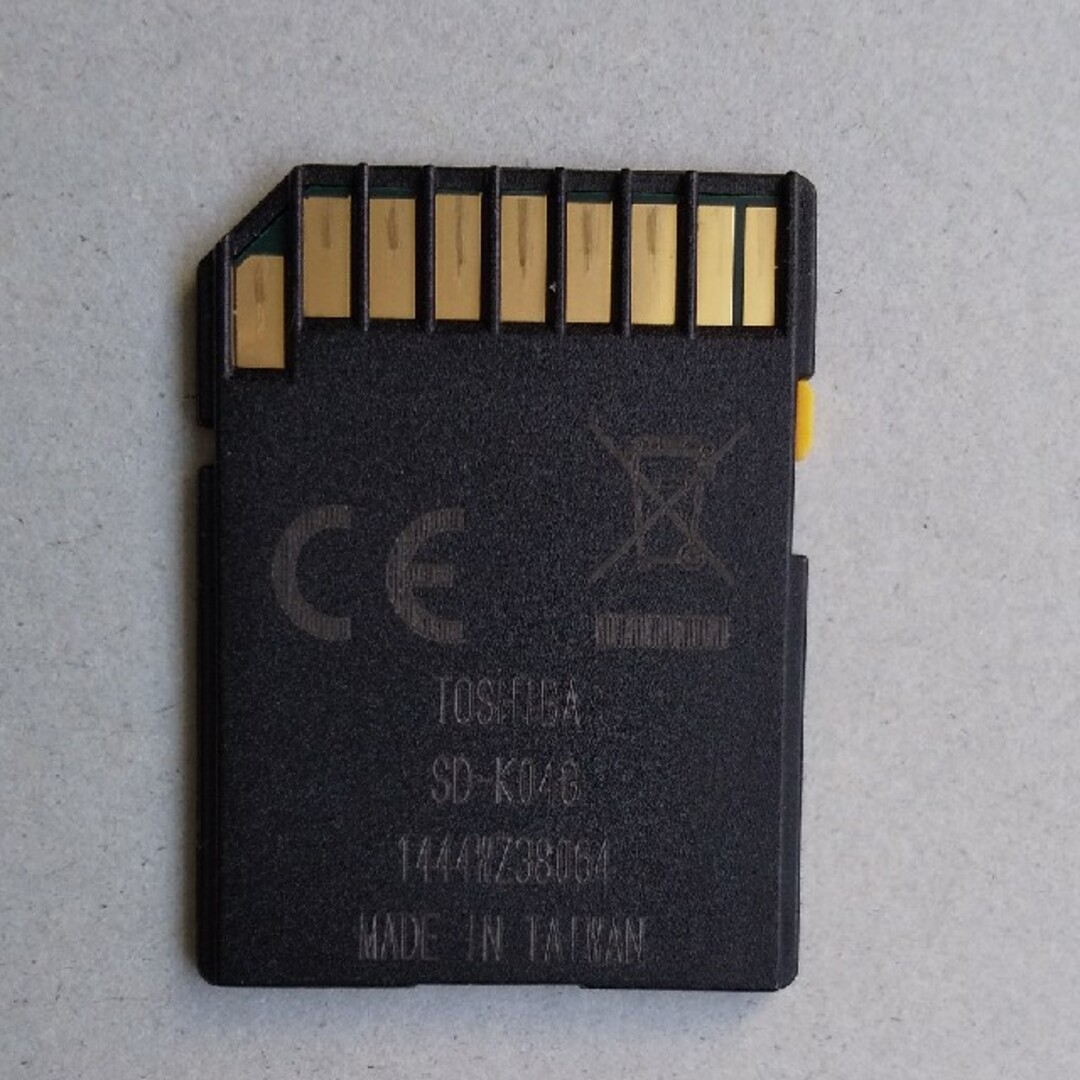 CE
TOSHIBA
SD-K04G
1444WZ38064
MADE IN TAIWAN